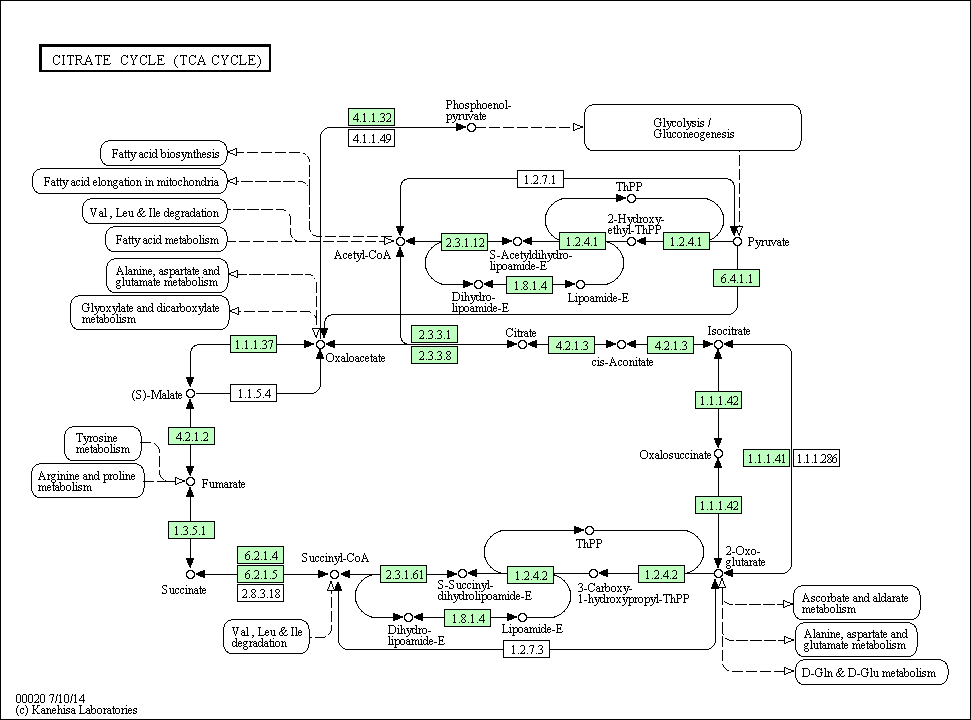 CITRATE CYCLE (TCA CYCLE)
Phosphoenol-
pyruvate
4.1.1.32
4.1.1.49
Glycolysis /
Gluconeogenesis
Fatty acid biosynthesis
Fatty acid elongation in mitochondria
Val , Leu & Ile degradation
Fatty acid metabolism
Alanine, aspartate and
glutamate metabolism
Glyoxylate and dicarboxylate
metabolism
1.2.7.1
ThPP
2-Hydroxy-
ethyl-ThPP
Acetyl-CoA
2.3.1.12
S-Acetyldihydro-
lipoamide-E
1.2.4.1
1.2.4.1
Pyruvate
6.4.1.1
Dihydro-
lipoamide-E
1.8.1.4
Lipoamide-E
1.1.1.37
Oxaloacetate
2.3.3.1
2.3.3.8
Citrate
4.2.1.3
cis-Aconitate
4.2.1.3
Isocitrate
(S)-Malate
1.1.5.4
1.1.1.42
4.2.1.2
Tyrosine
metabolism
Arginine and proline
metabolism
Fumarate
Oxalosuccinate
1.1.1.41
1.1.1.286
1.1.1.42
1.3.5.1
ThPP
Succinate
6.2.1.4
6.2.1.5
2.8.3.18
Succinyl-CoA
2.3.1.61
S-Succinyl-
dihydrolipoamide-E
1.2.4.2
3-Carboxy-
1-hydroxypropyl-ThPP
1.2.4.2
2-Oxo-
glutarate
Dihydro-
lipoamide-E
1.8.1.4
Lipoamide-E
1.2.7.3
Val , Leu & Ile
degradation
Ascorbate and aldarate
metabolism
Alanine, aspartate and
glutamate metabolism
D-Gln & D-Glu metabolism
00020 7/10/14
(c) Kanehisa Laboratories